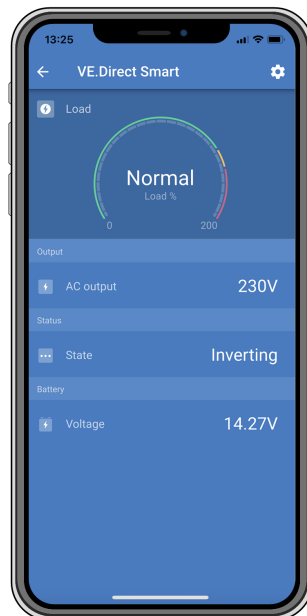 13:25
VE.Direct Smart
Load
Normal
Load %
0 200
Output
AC output 230V
Status
State Inverting
Battery
Voltage 14.27V